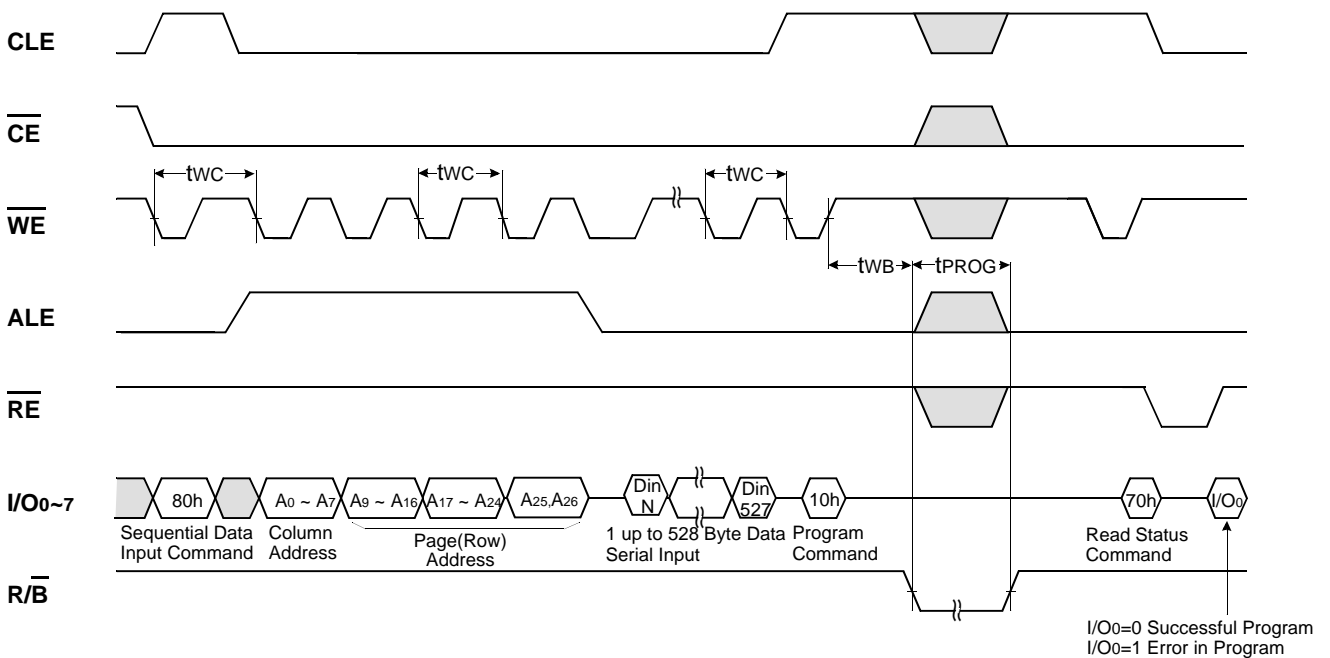 CLE
CE
WE
tWC
tWC
tWC
tWB
tPROG
ALE
RE
I/O0~7
80h
A0 ~ A7
A9 ~ A16
A17 ~ A24
A25,A26
Din
N
Din
527
10h
70h
I/O0
Sequential Data
Input Command
Column
Address
Page(Row)
Address
1 up to 528 Byte Data
Serial Input
Program
Command
Read Status
Command
R/B
I/O0=0 Successful Program
I/O0=1 Error in Program